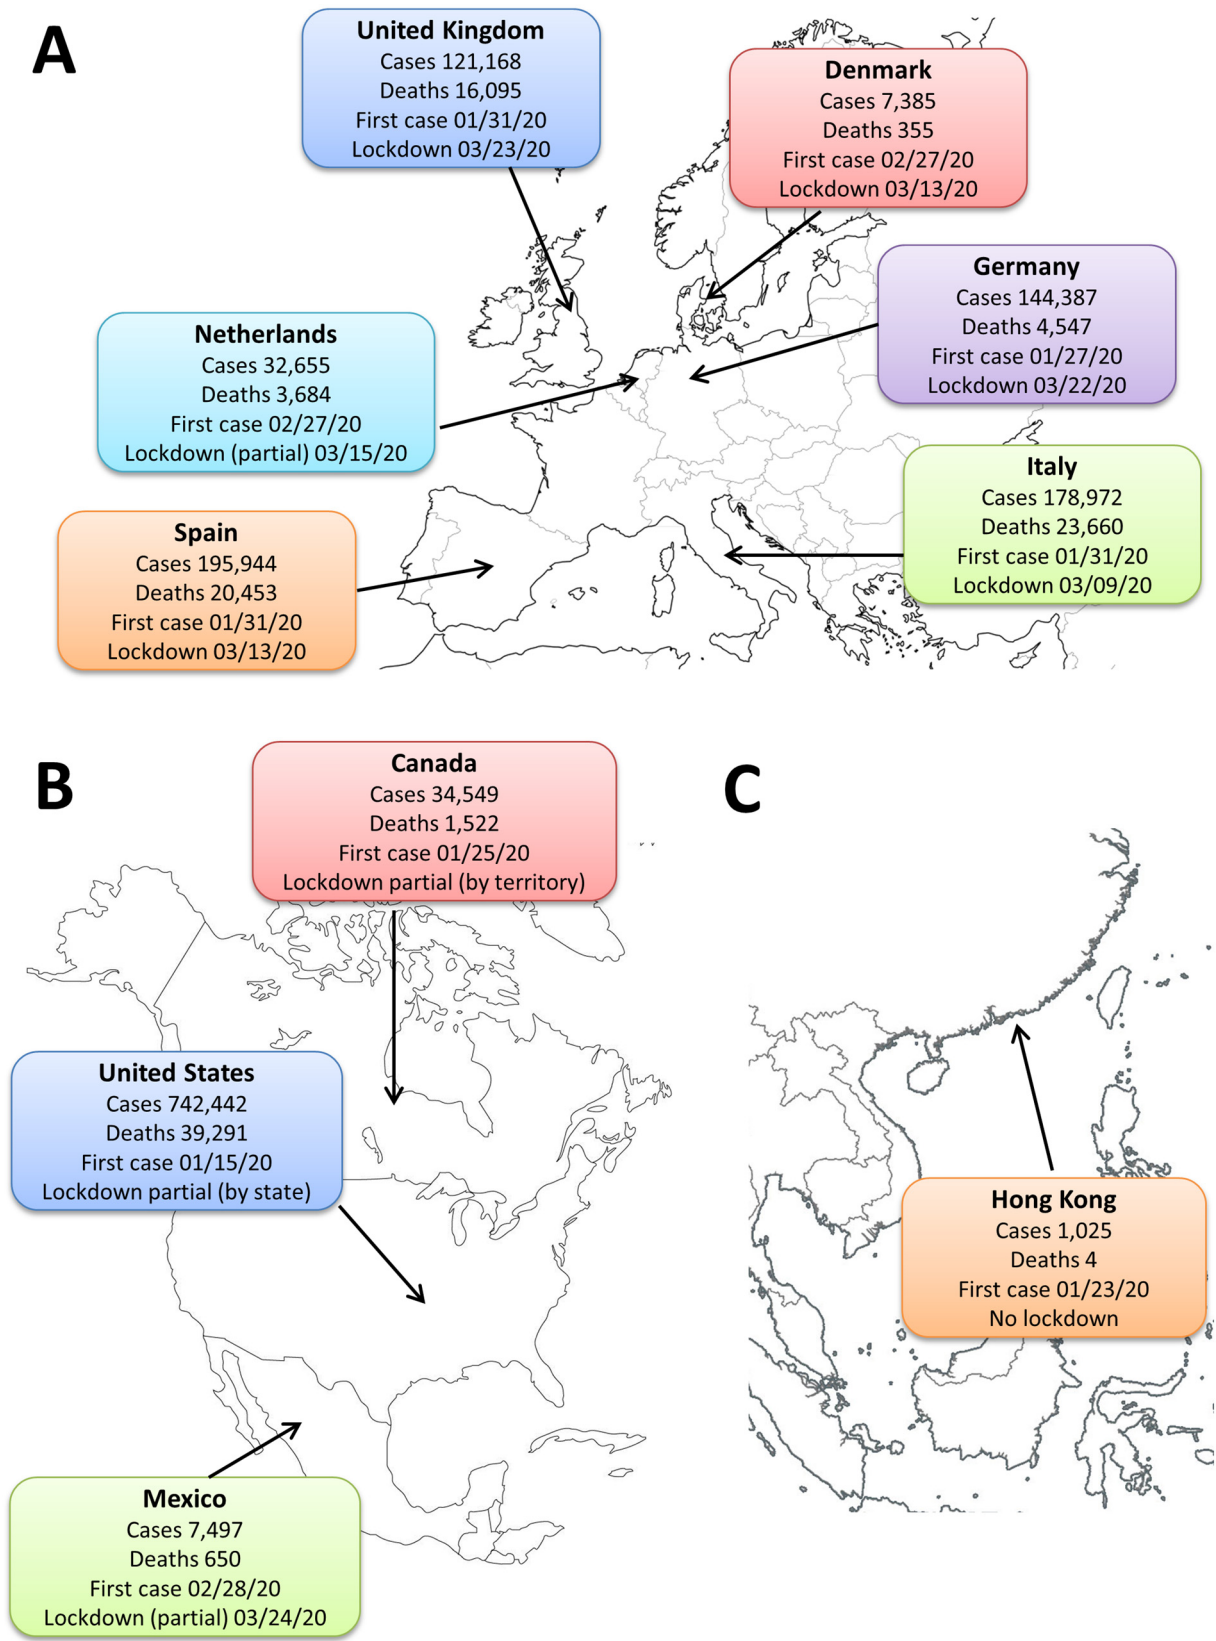 A
United Kingdom
Cases 121,168
Deaths 16,095
First case 01/31/20
Lockdown 03/23/20
Denmark
Cases 7,385
Deaths 355
First case 02/27/20
Lockdown 03/13/20
Germany
Cases 144,387
Deaths 4,547
First case 01/27/20
Lockdown 03/22/20
Netherlands
Cases 32,655
Deaths 3,684
First case 02/27/20
Lockdown (partial) 03/15/20
Italy
Cases 178,972
Deaths 23,660
First case 01/31/20
Lockdown 03/09/20
Spain
Cases 195,944
Deaths 20,453
First case 01/31/20
Lockdown 03/13/20
B
Canada
Cases 34,549
Deaths 1,522
First case 01/25/20
Lockdown partial (by territory)
United States
Cases 742,442
Deaths 39,291
First case 01/15/20
Lockdown partial (by state)
Mexico
Cases 7,497
Deaths 650
First case 02/28/20
Lockdown (partial) 03/24/20
C
Hong Kong
Cases 1,025
Deaths 4
First case 01/23/20
No lockdown